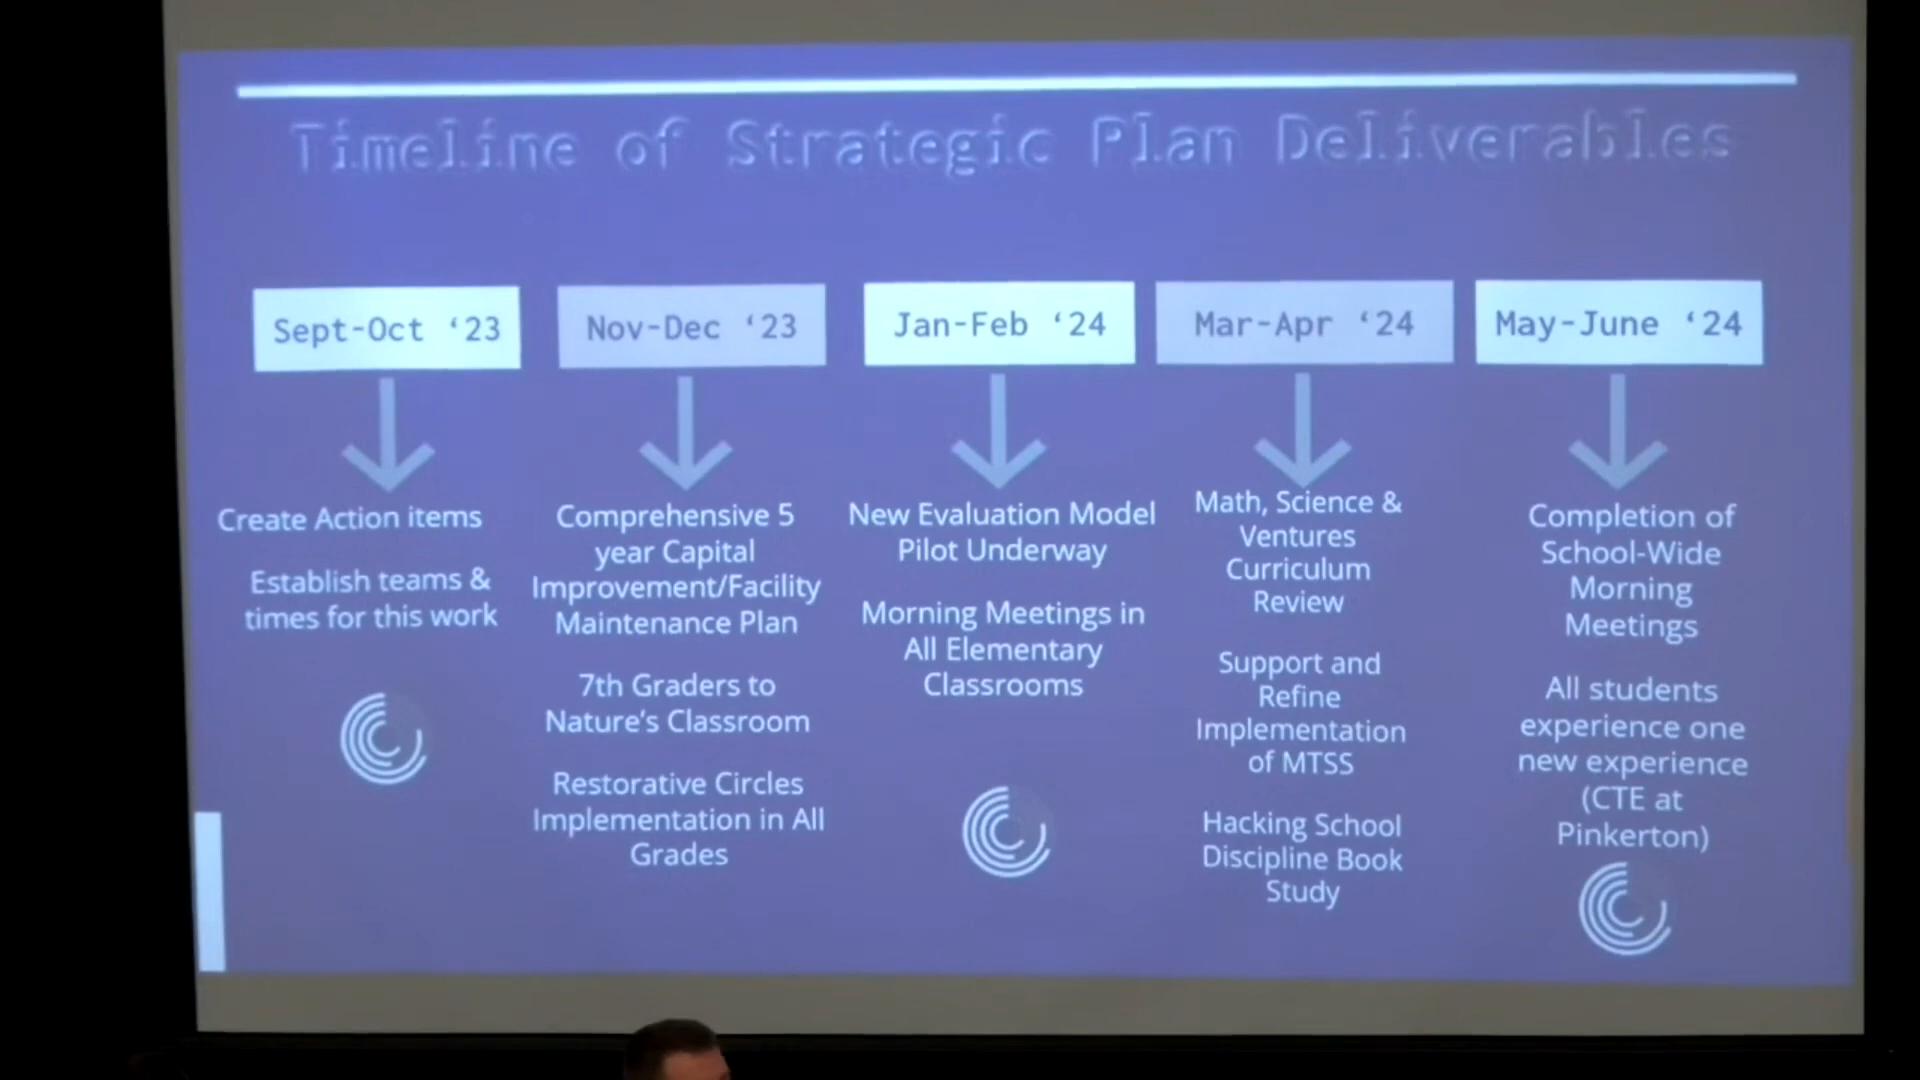 Timeline of Strategic Plan Deliverables
Sept-Oct ‘23
Create Action items
Establish teams &
times for this work
Nov-Dec ‘23
Comprehensive 5
year Capital
Improvement/Facility
Maintenance Plan
7th Graders to
Nature’s Classroom
Restorative Circles
Implementation in All
Grades
Jan-Feb ‘24
New Evaluation Model
Pilot Underway
Morning Meetings in
All Elementary
Classrooms
Mar-Apr ‘24
Math, Science &
Ventures
Curriculum
Review
Support and
Refine
Implementation
of MTSS
Hacking School
Discipline Book
Study
May-June ‘24
Completion of
School-Wide
Morning
Meetings
All students
experience one
new experience
(CTE at
Pinkerton)